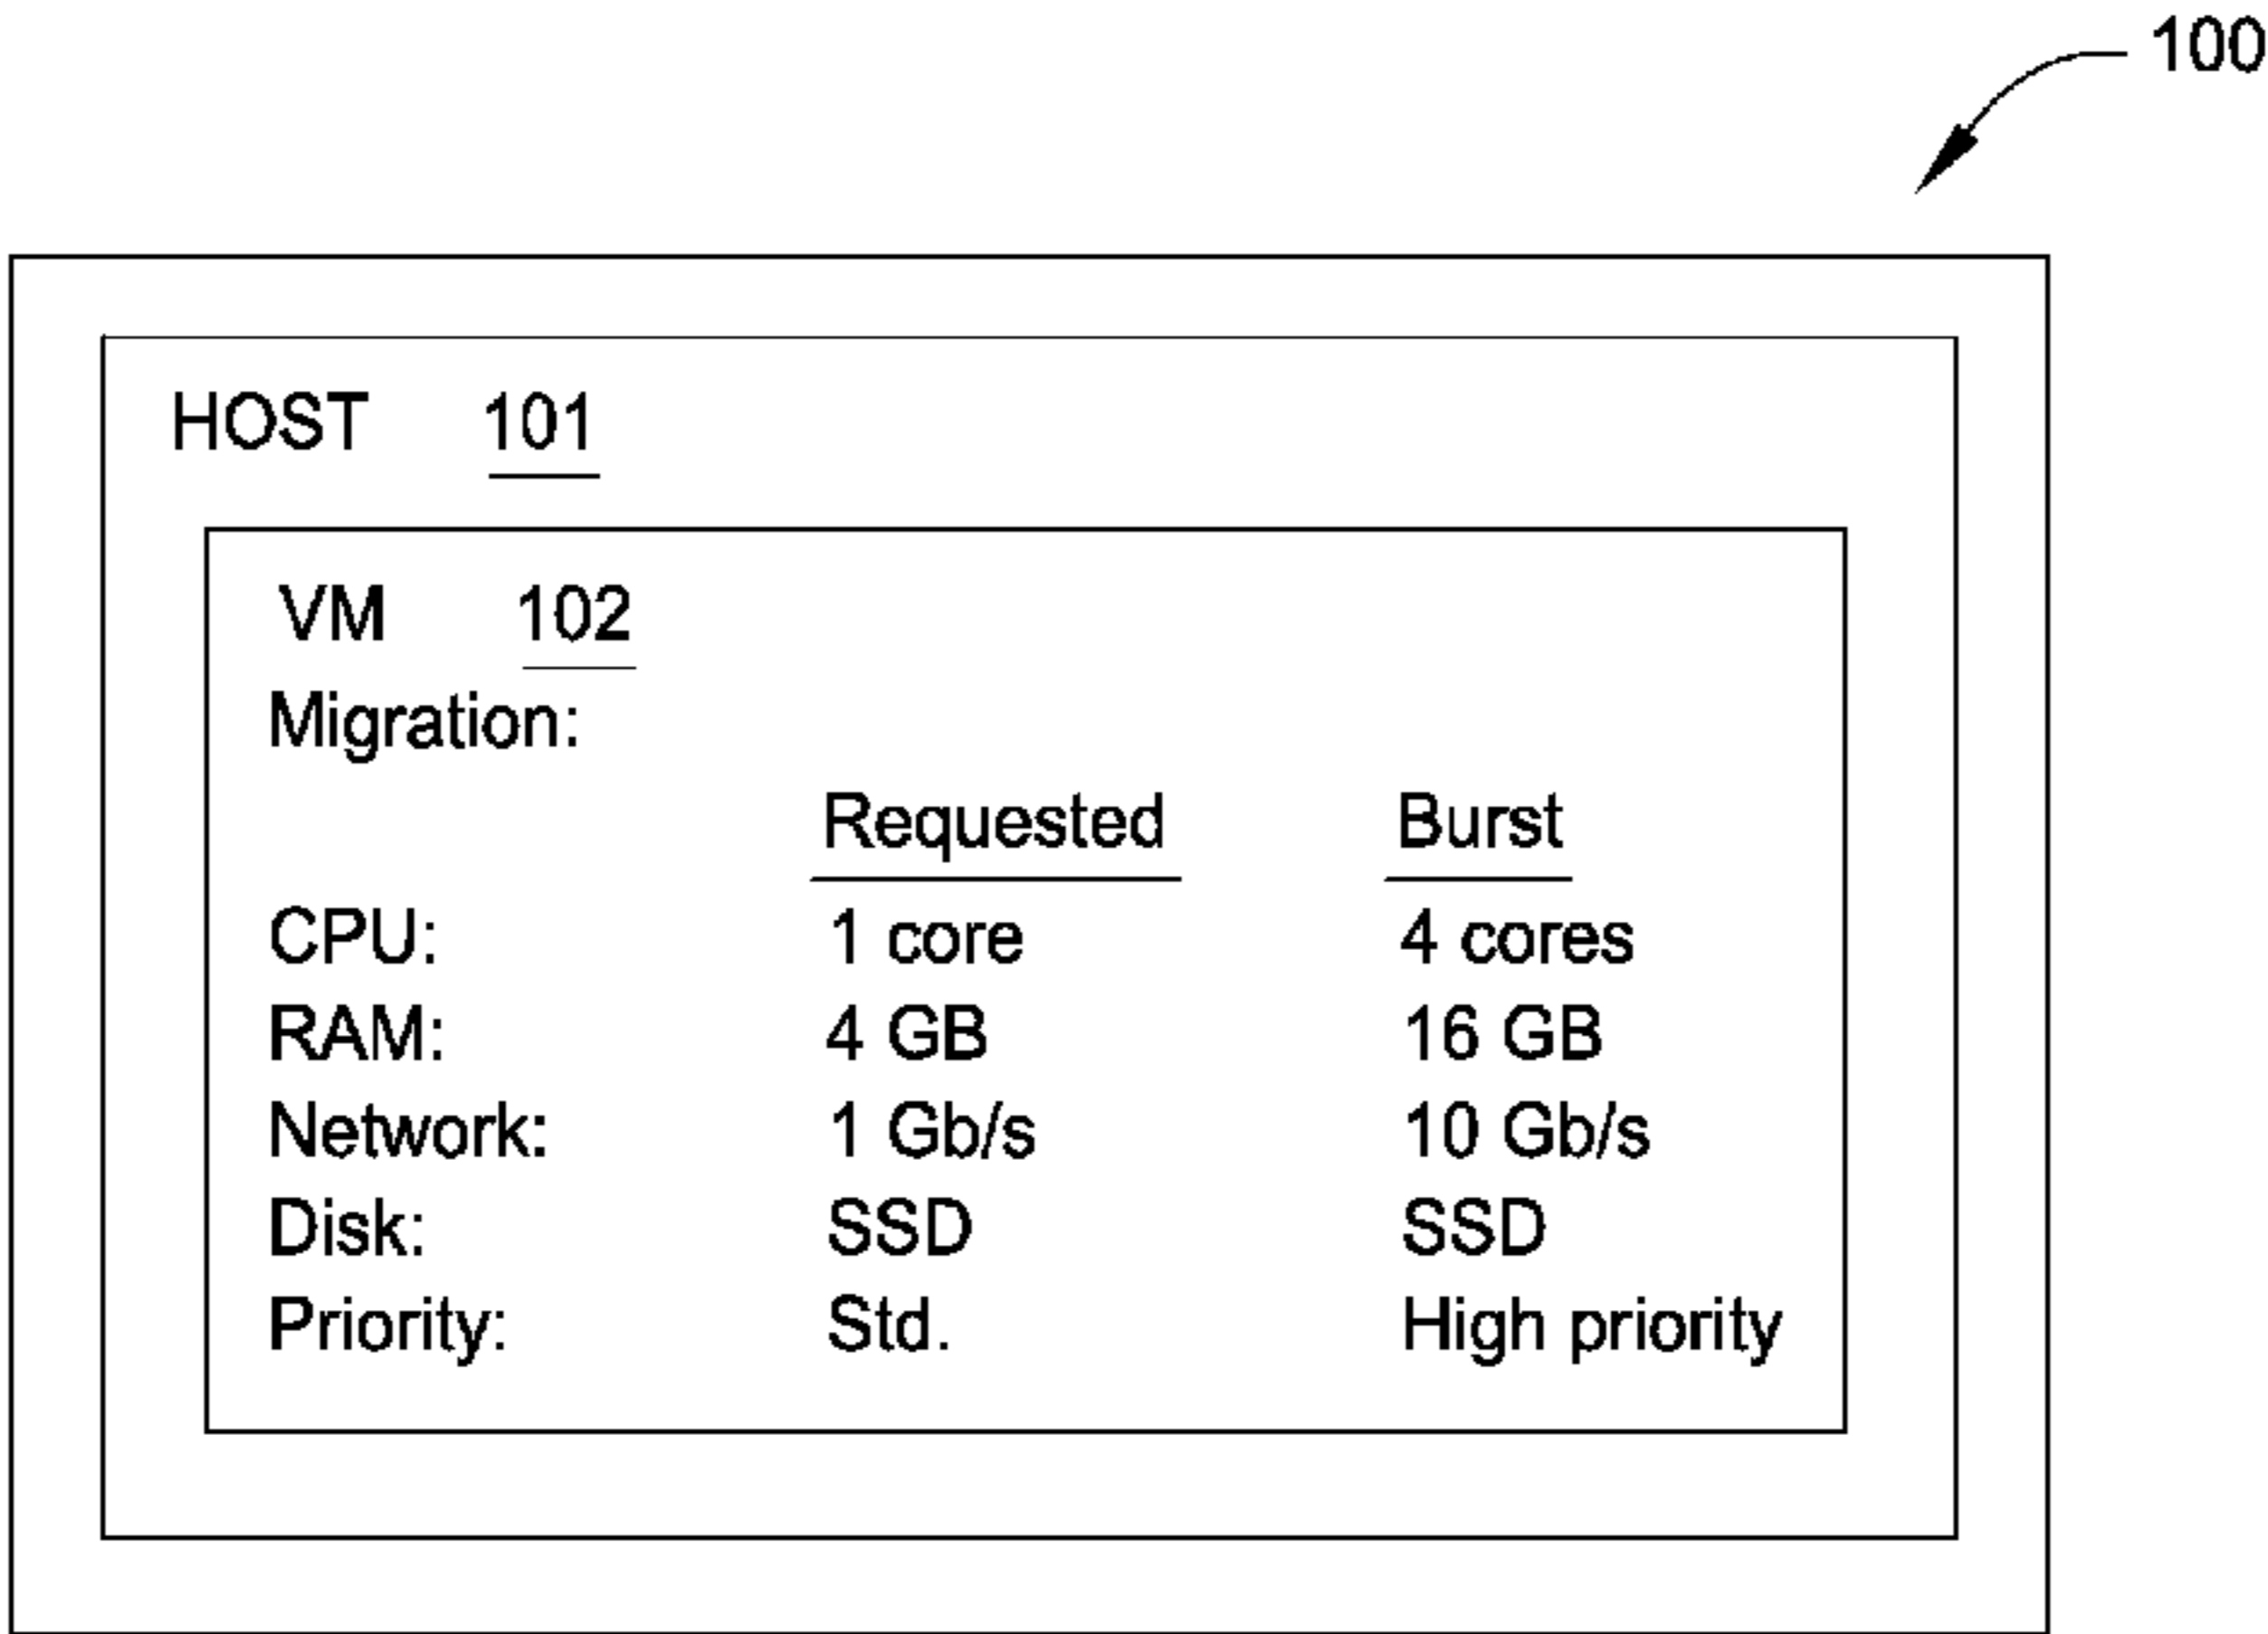 100
HOST 101
VM 102
Migration:
Requested Burst
CPU: 1 core 4 cores
RAM: 4 GB 16 GB
Network: 1 Gb/s 10 Gb/s
Disk: SSD SSD
Priority: Std. High priority